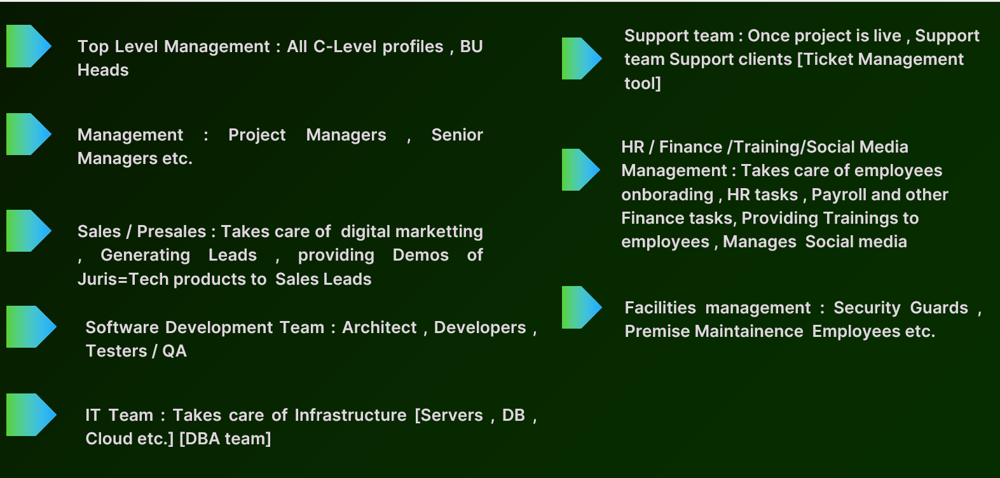 Top Level Management : All C-Level profiles , BU
Heads
Management : Project Managers , Senior
Managers etc.
Sales / Presales : Takes care of digital marketting
, Generating Leads , providing Demos of
Juris=Tech products to Sales Leads
Software Development Team : Architect , Developers ,
Testers / QA
IT Team : Takes care of Infrastructure [Servers , DB ,
Cloud etc.] [DBA team]
Support team : Once project is live , Support
team Support clients [Ticket Management
tool]
HR / Finance /Training/Social Media
Management : Takes care of employees
onborading , HR tasks , Payroll and other
Finance tasks, Providing Trainings to
employees , Manages Social media
Facilities management : Security Guards ,
Premise Maintainence Employees etc.